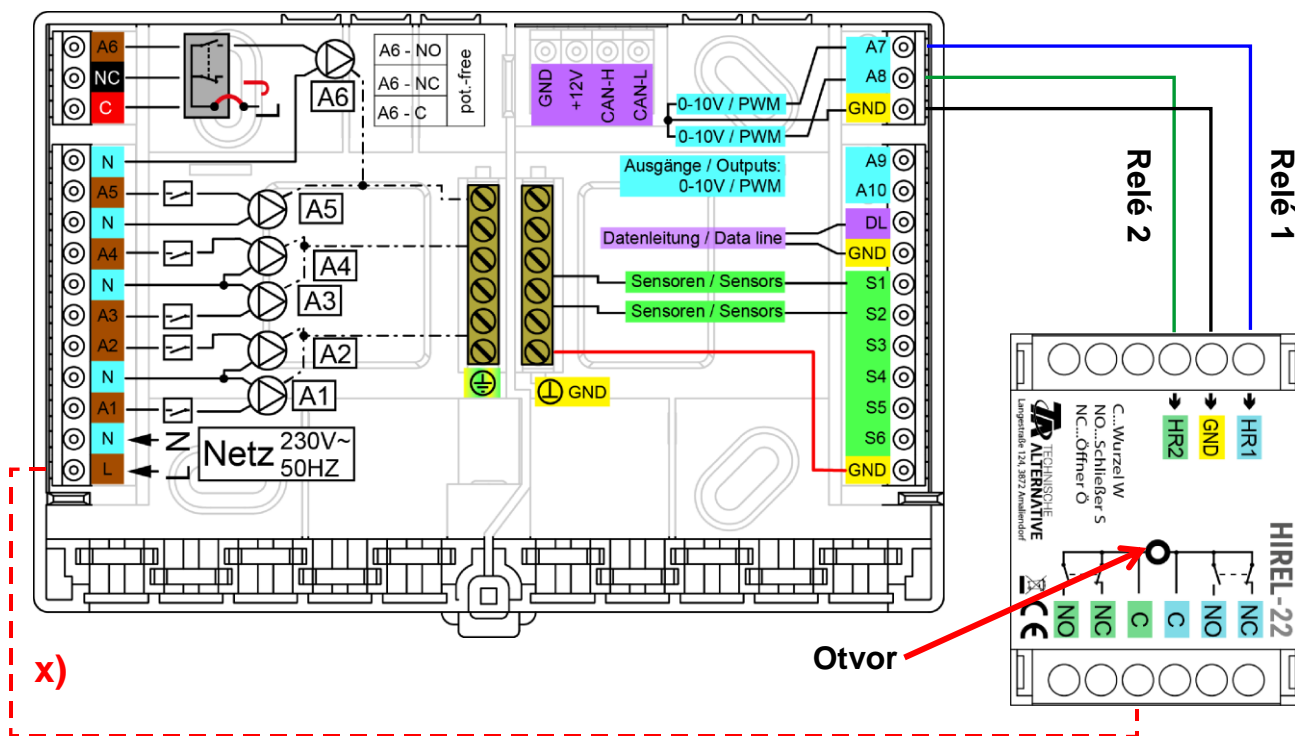 A6
NC
C
N
A5
N
A4
N
A3
A2
N
A1
N
L
A6
A6 - NO
A6 - NC
A6 - C
pot.-free
J
L
A5
A4
A3
A2
A1
N
L
Netz 230V~
50HZ
GND
+12V
CAN-H
CAN-L
0-10V / PWM
0-10V / PWM
Ausgänge / Outputs:
0-10V / PWM
Datenleitung / Data line
Sensoren / Sensors
Sensoren / Sensors
GND
A7
A8
GND
A9
A10
DL
GND
S1
S2
S3
S4
S5
S6
GND
Relé 2
Relé 1
HR2
GND
HR1
TA TECHNISCHE
ALTERNATIVE
Langestraße 124, 3872 Amaliendorf
C...Wurzel W
NO...Schließer S
NC...Öffner Ö
HIREL-22
CE
NO
NC
C
C
NO
NC
Otvor
x)